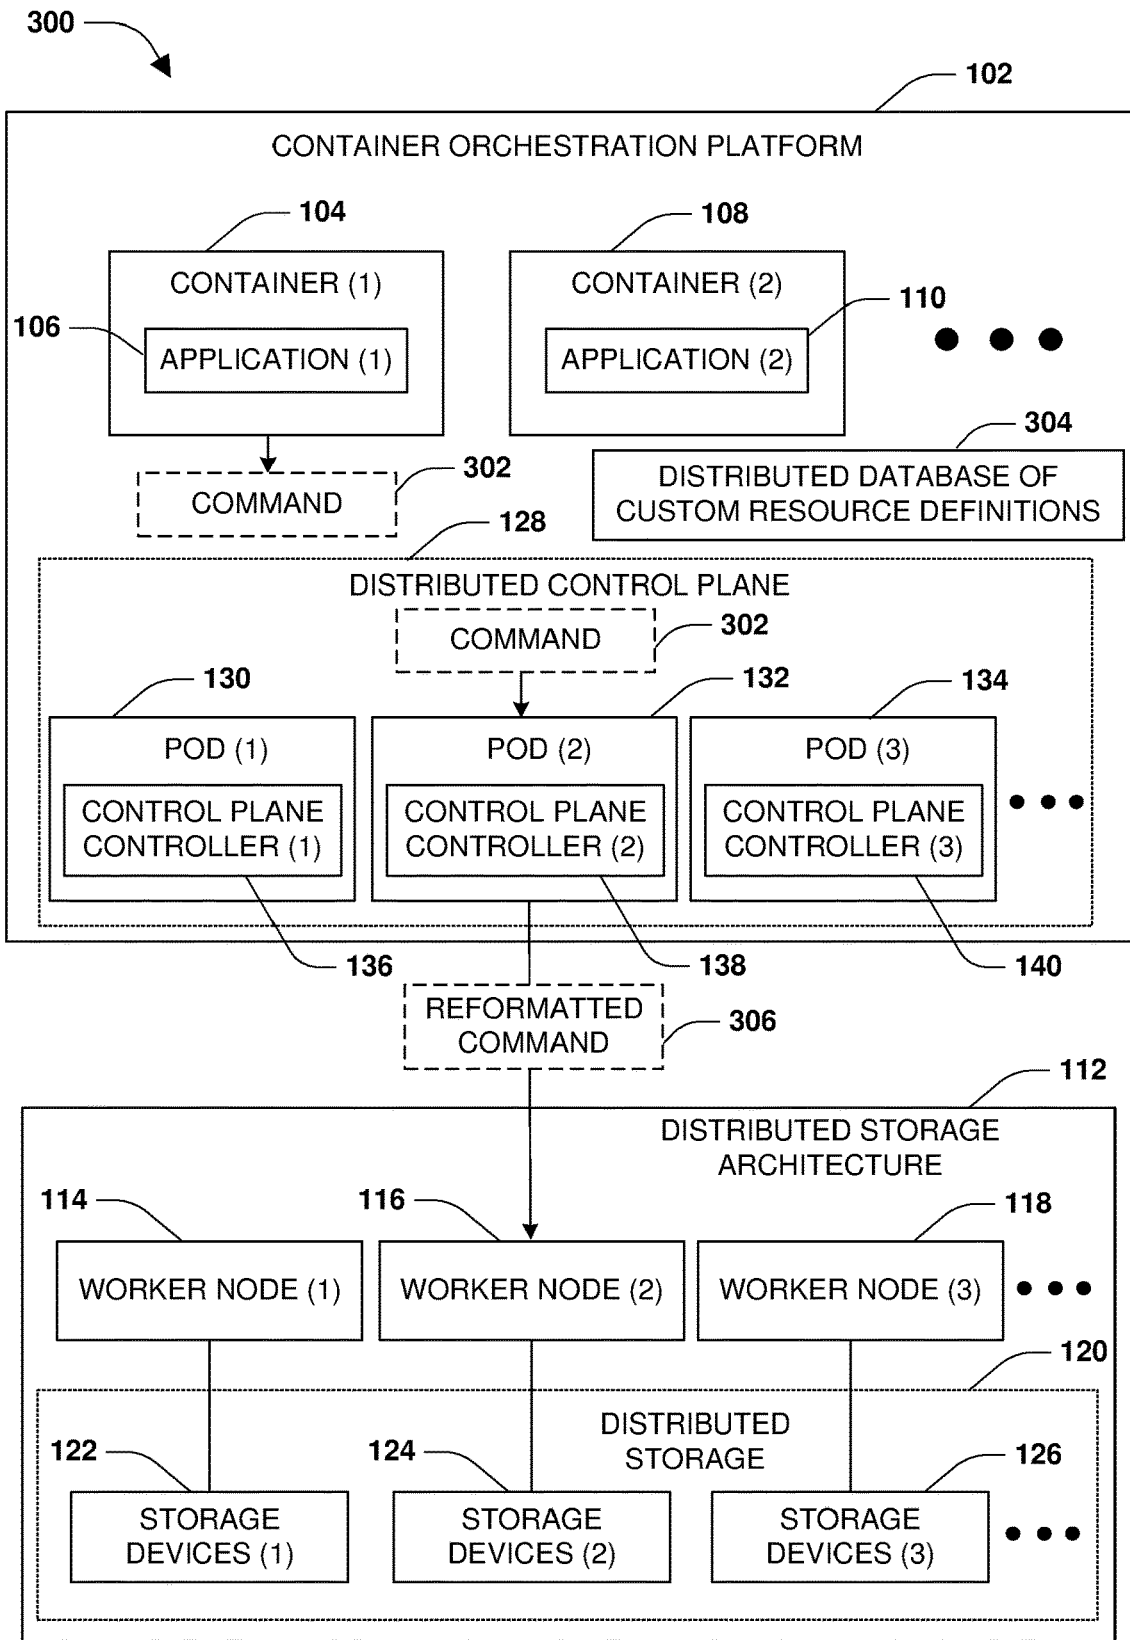 300
102
CONTAINER ORCHESTRATION PLATFORM
104
108
CONTAINER (1)
CONTAINER (2)
106
110
APPLICATION (1)
APPLICATION (2)
304
302
COMMAND
DISTRIBUTED DATABASE OF
CUSTOM RESOURCE DEFINITIONS
128
DISTRIBUTED CONTROL PLANE
COMMAND
302
130
132
134
POD (1)
POD (2)
POD (3)
CONTROL PLANE
CONTROLLER (1)
CONTROL PLANE
CONTROLLER (2)
CONTROL PLANE
CONTROLLER (3)
136
138
140
REFORMATTED
COMMAND
306
112
DISTRIBUTED STORAGE
ARCHITECTURE
114
116
118
WORKER NODE (1)
WORKER NODE (2)
WORKER NODE (3)
120
DISTRIBUTED
STORAGE
122
124
126
STORAGE
DEVICES (1)
STORAGE
DEVICES (2)
STORAGE
DEVICES (3)